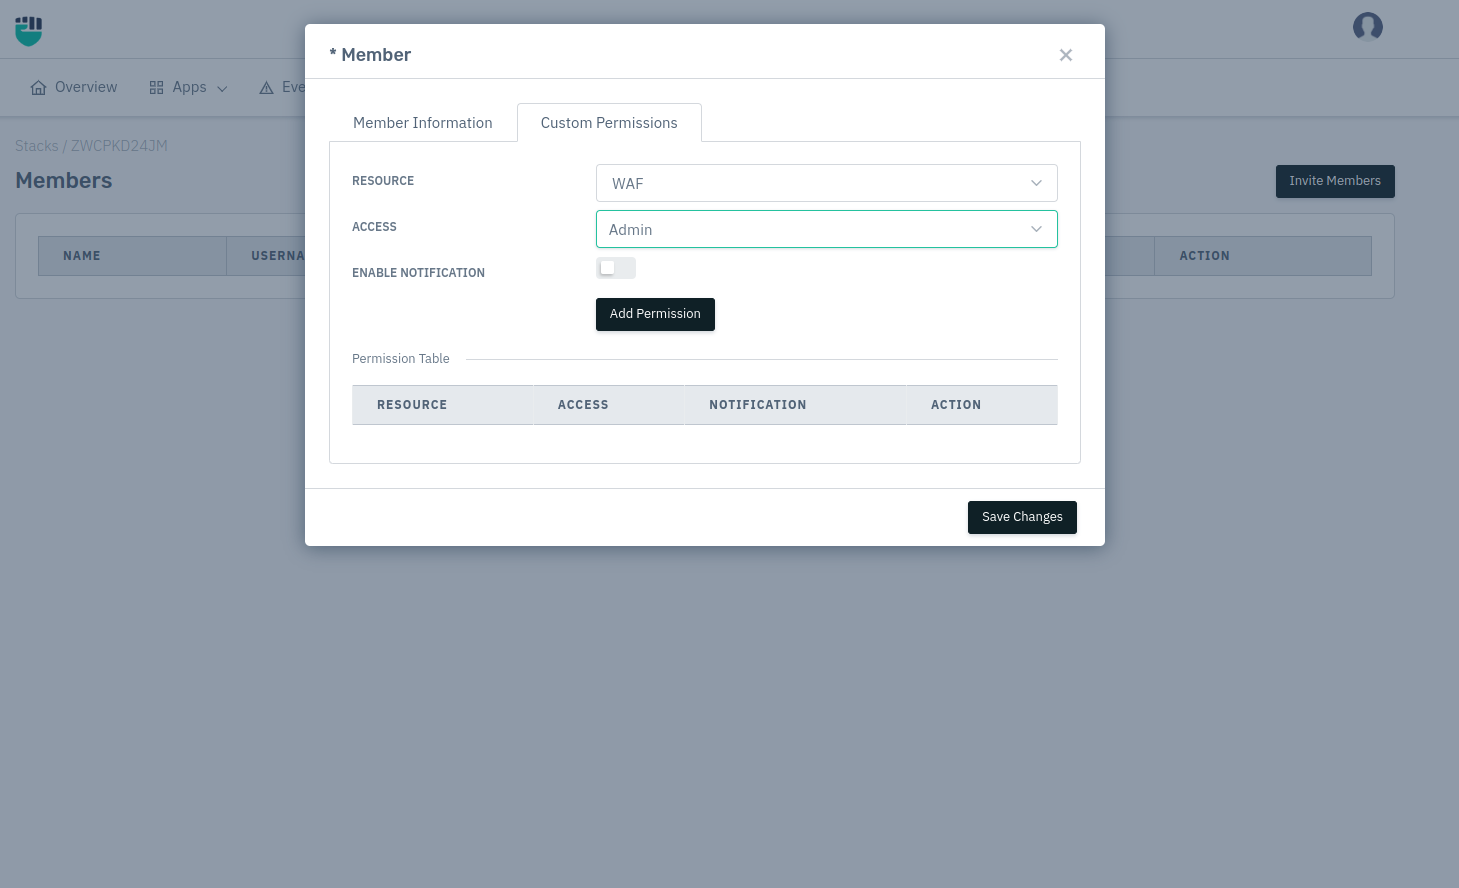 * Member
Overview
Apps
Eve
Member Information
Custom Permissions
Stacks / ZWCPKD24JM
Members
Invite Members
RESOURCE
WAF
ACCESS
Admin
NAME
USERNA
ACTION
ENABLE NOTIFICATION
Add Permission
Permission Table
RESOURCE
ACCESS
NOTIFICATION
ACTION
Save Changes